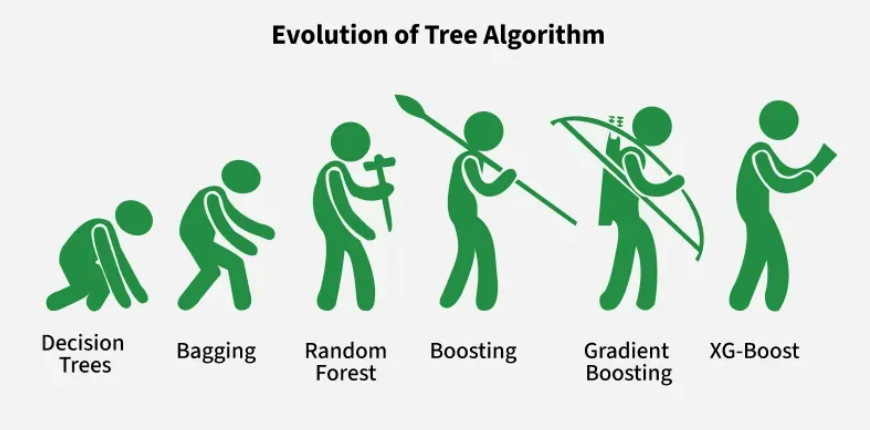 Evolution of Tree Algorithm
Decision
Trees
Bagging
Random
Forest
Boosting
Gradient
Boosting
XG-Boost